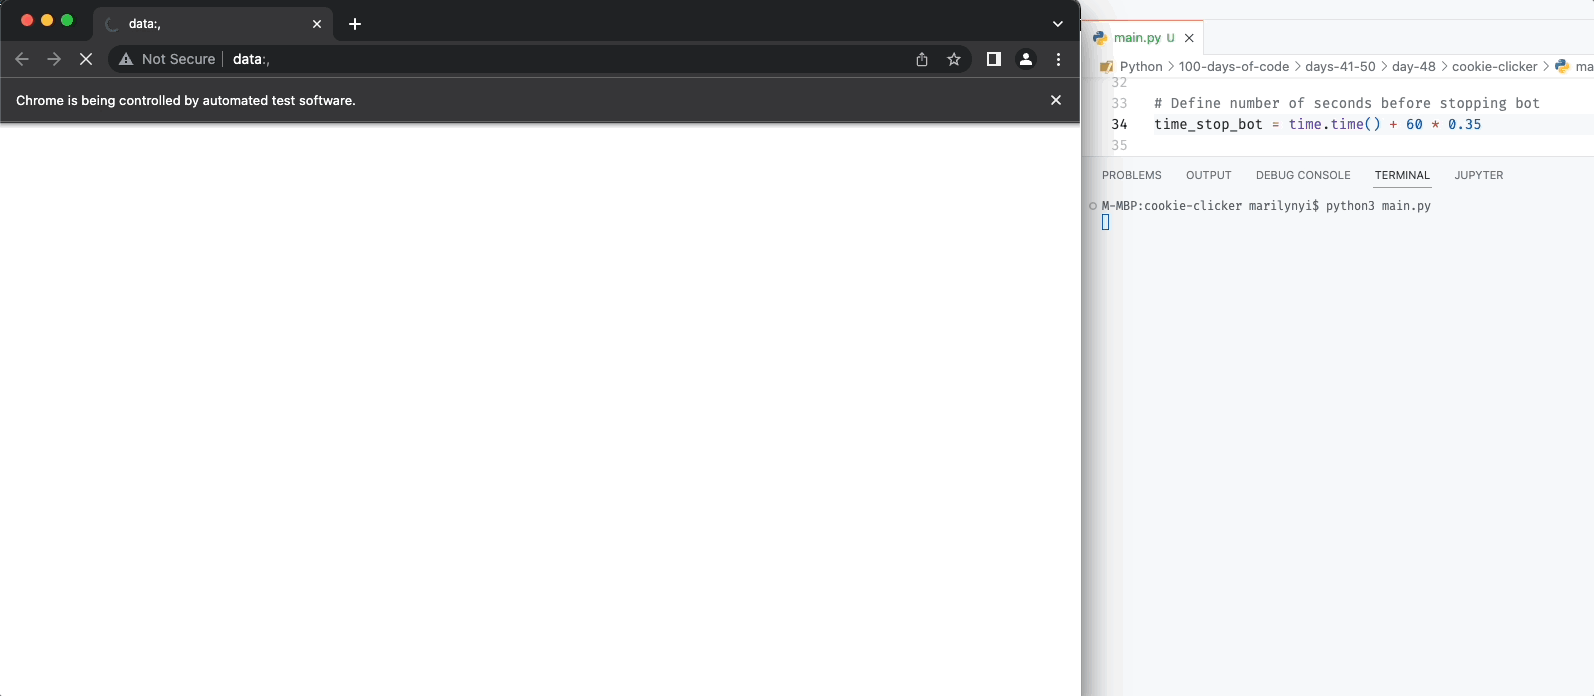 data:,
Not Secure data:,
Chrome is being controlled by automated test software.
main.py U
Python > 100-days-of-code > days-41-50 > day-48 > cookie-clicker > ma
32
33 # Define number of seconds before stopping bot
34 time_stop_bot = time.time() + 60 * 0.35
35
PROBLEMS OUTPUT DEBUG CONSOLE TERMINAL JUPYTER
M-MBP:cookie-clicker marilynyi$ python3 main.py